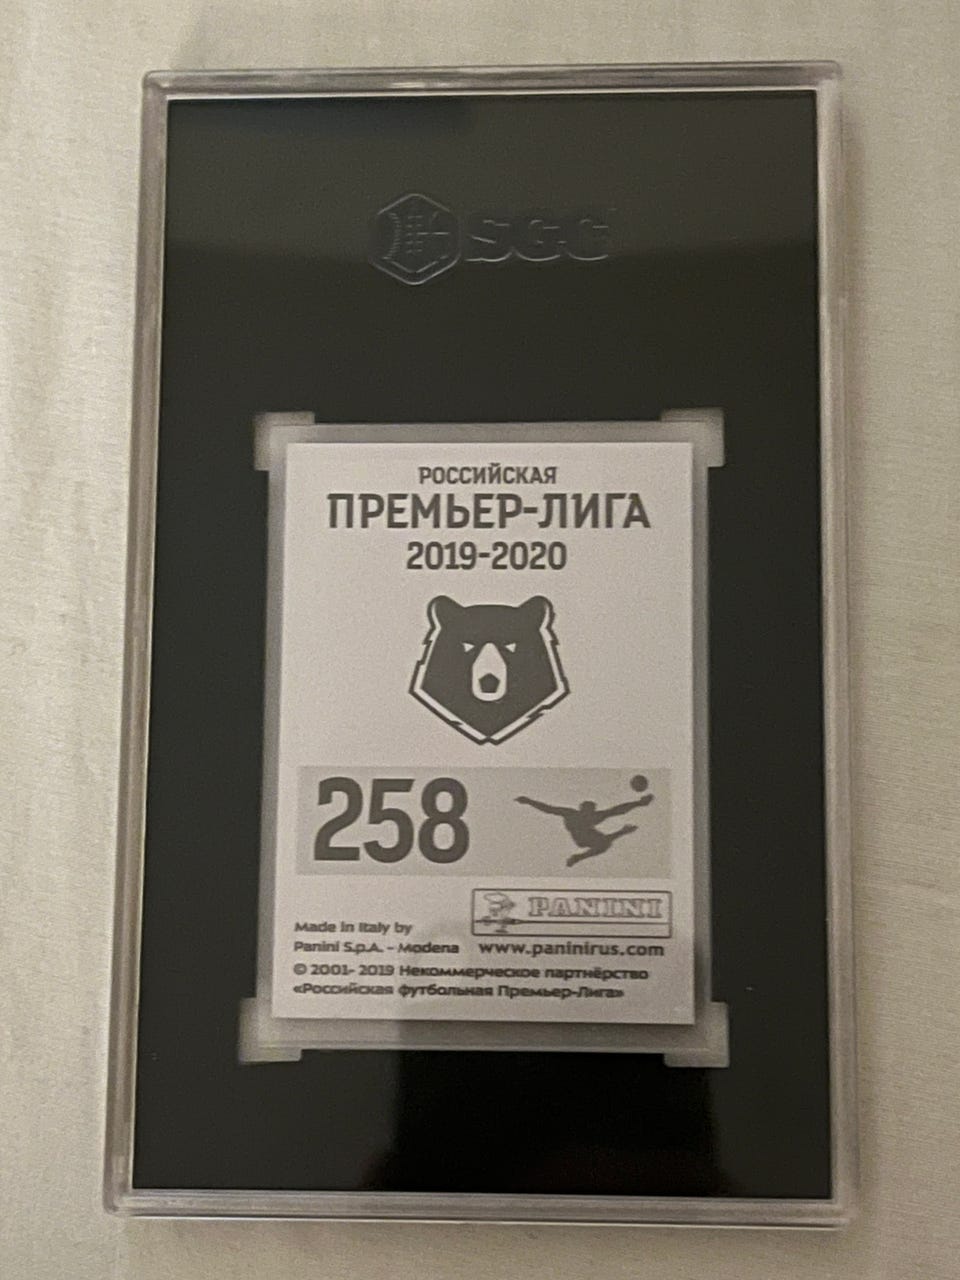 SGC
РОССИЙСКАЯ
ПРЕМЬЕР-ЛИГА
2019-2020
258
PANINI
Made in Italy by
Panini S.p.A. - Modena www.paninirus.com
© 2001- 2019 Некоммерческое партнёрство
«Российская футбольная Премьер-Лига»